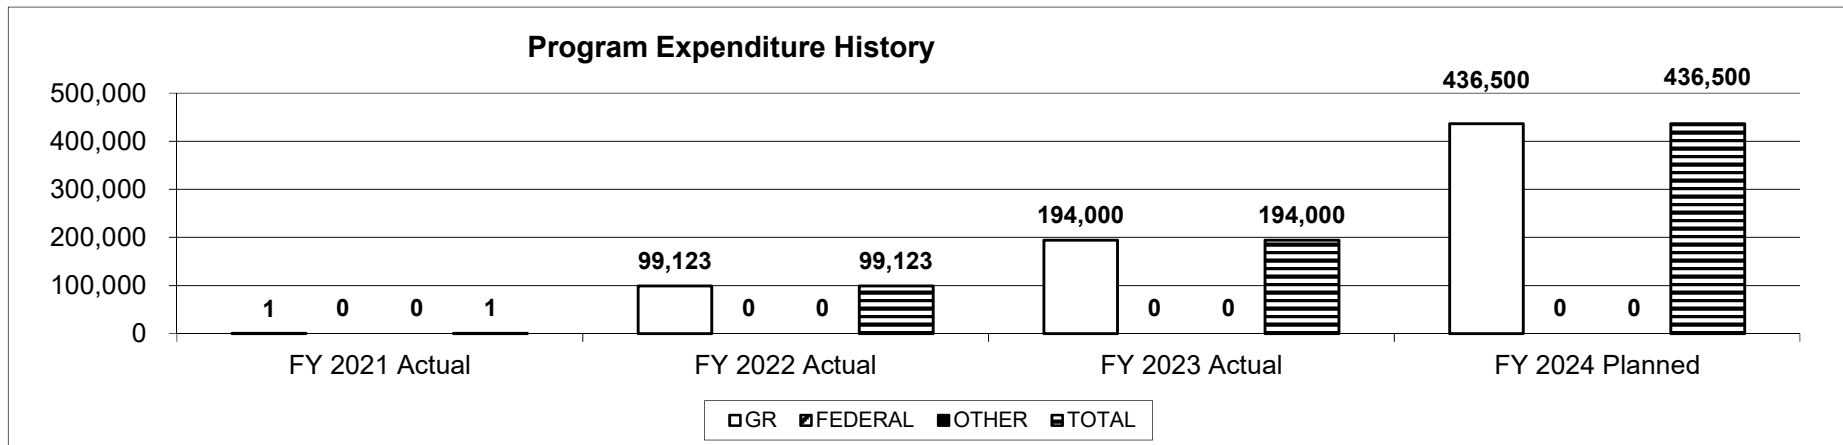 Program Expenditure History
500,000
400,000
300,000
200,000
100,000
0
1 0 0 1
99,123 0 0 99,123
194,000 0 0 194,000
436,500 0 0 436,500
FY 2021 Actual FY 2022 Actual FY 2023 Actual FY 2024 Planned
GR FEDERAL OTHER TOTAL